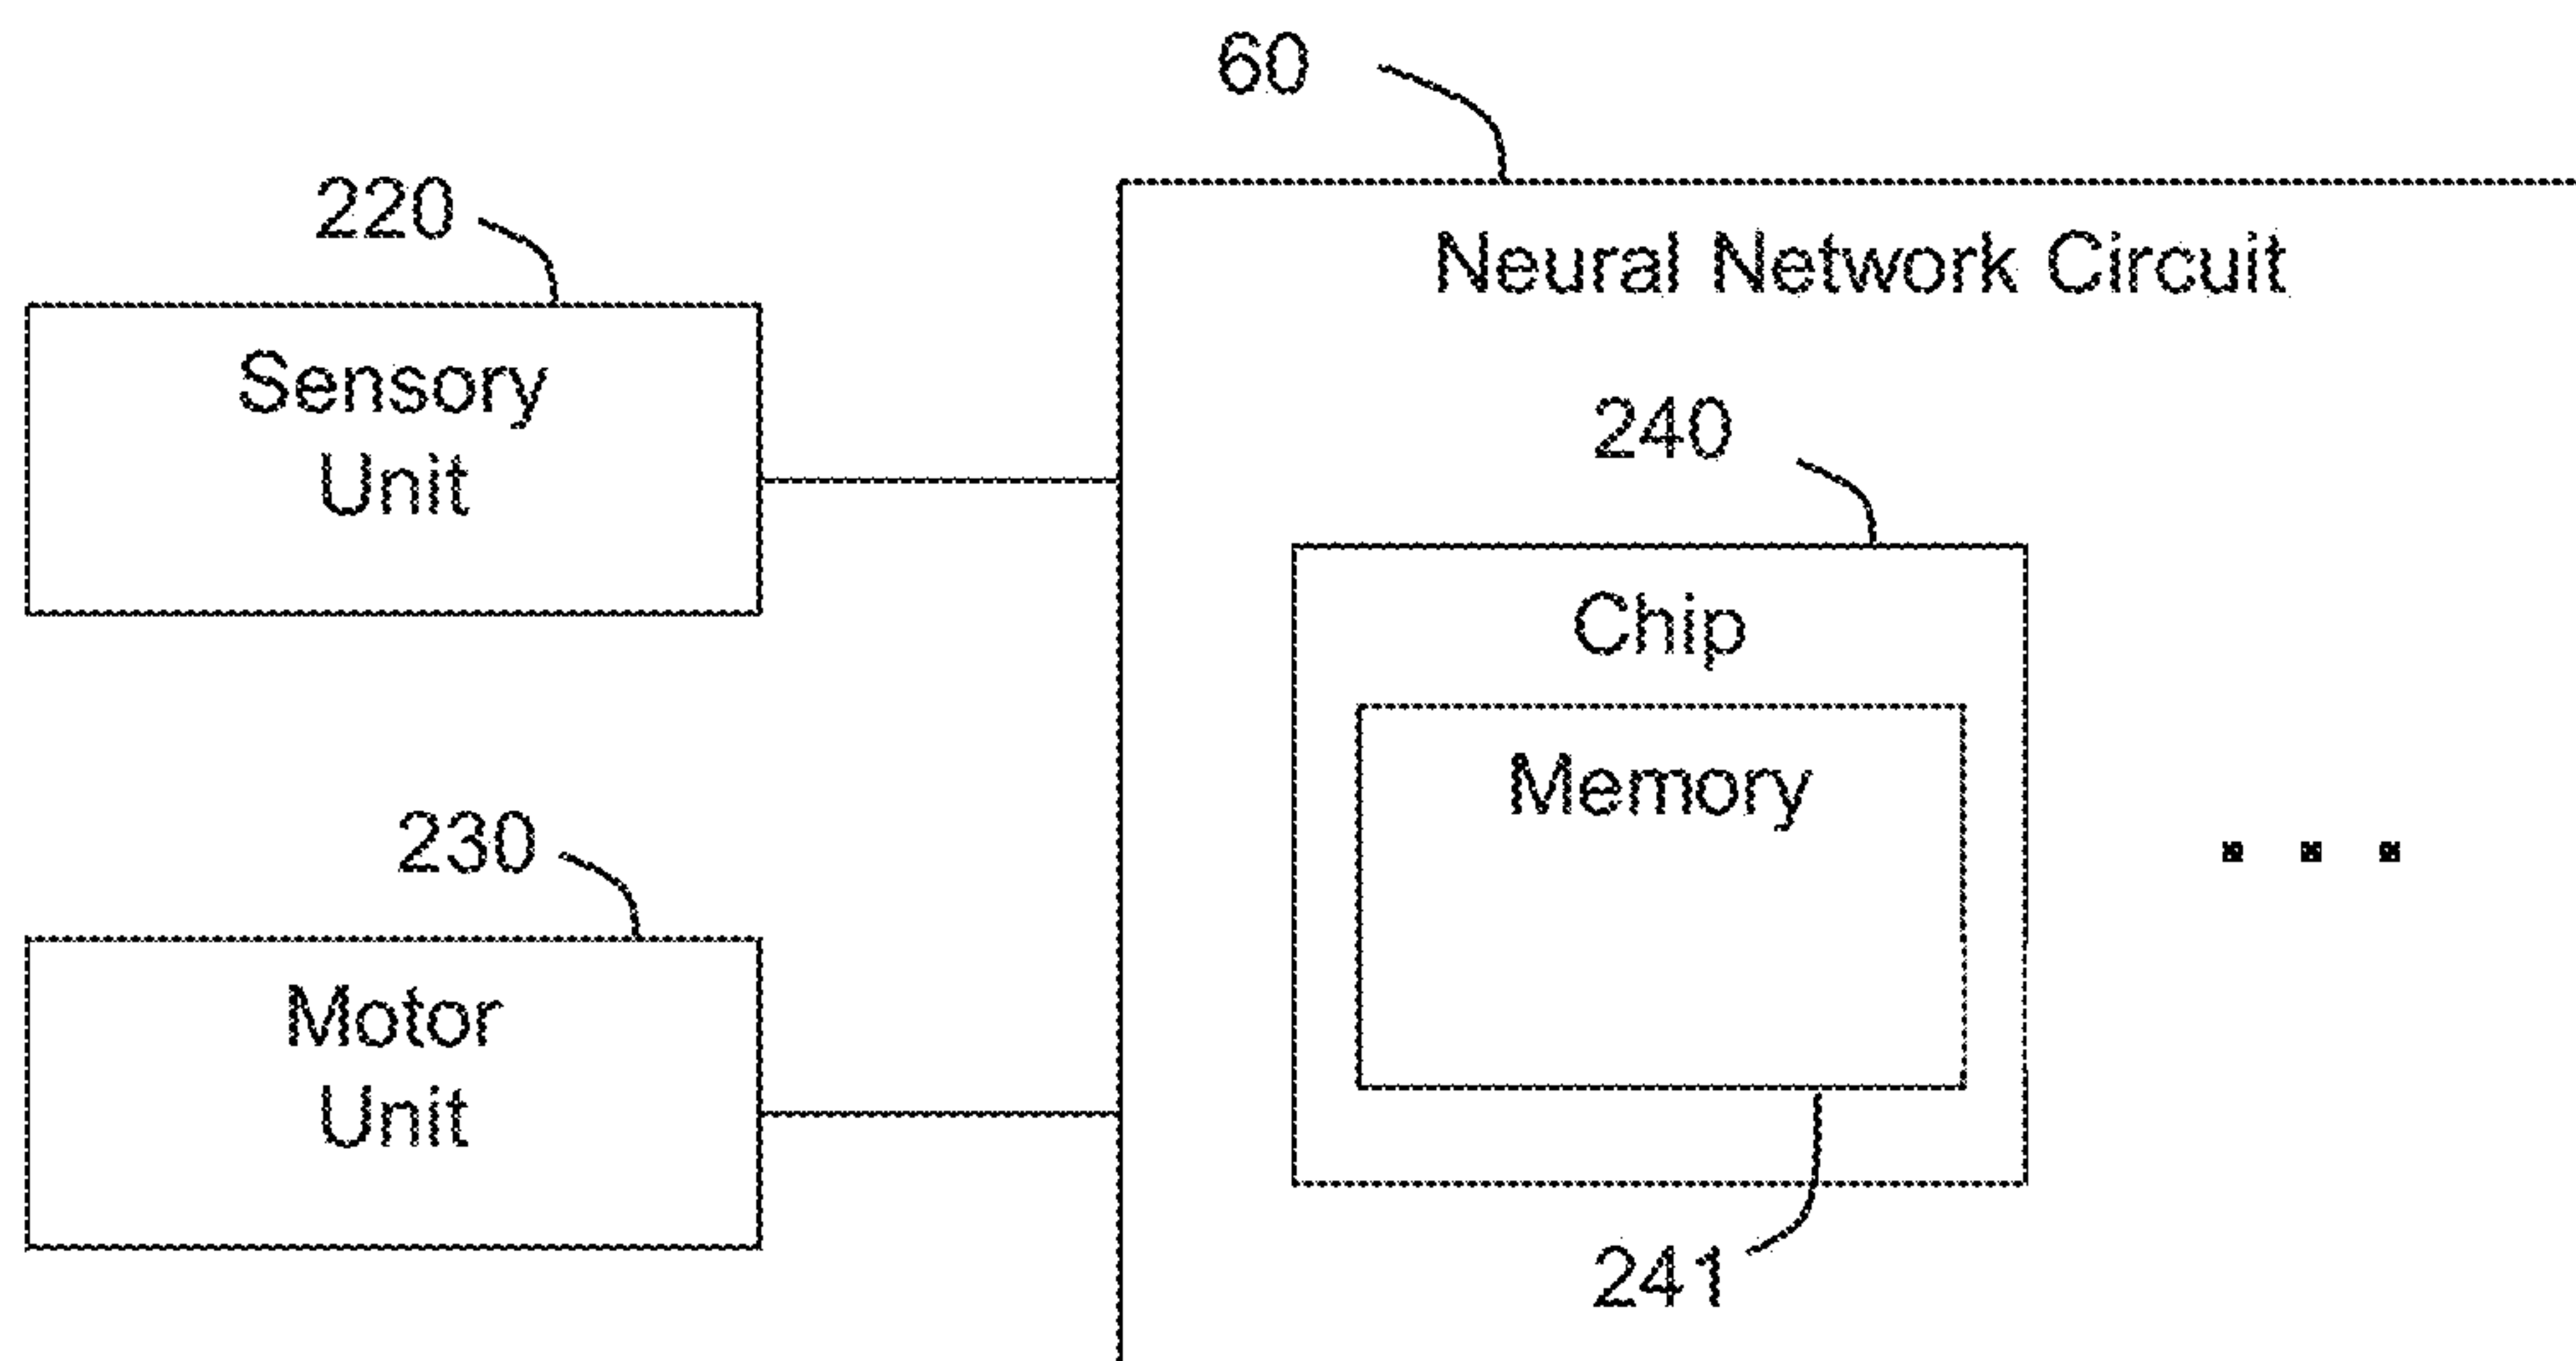 60
220
Neural Network Circuit
Sensory
Unit
240
Chip
Memory
230
Motor
Unit
241